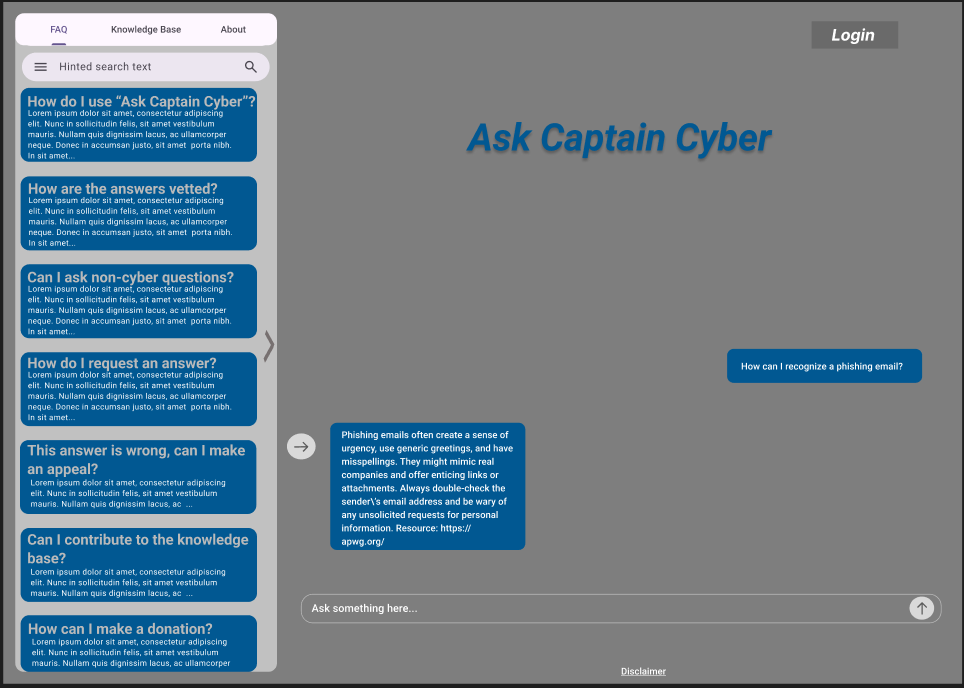 FAQ
Knowledge Base
About
Hinted search text
How do I use “Ask Captain Cyber”?
Lorem ipsum dolor sit amet, consectetur adipiscing
elit. Nunc in sollicitudin felis, sit amet vestibulum
mauris. Nullam quis dignissim lacus, ac ullamcorper
neque. Donec in accumsan justo, sit amet  porta nibh.
In sit amet...
How are the answers vetted?
Lorem ipsum dolor sit amet, consectetur adipiscing
elit. Nunc in sollicitudin felis, sit amet vestibulum
mauris. Nullam quis dignissim lacus, ac ullamcorper
neque. Donec in accumsan justo, sit amet  porta nibh.
In sit amet...
Can I ask non-cyber questions?
Lorem ipsum dolor sit amet, consectetur adipiscing
elit. Nunc in sollicitudin felis, sit amet vestibulum
mauris. Nullam quis dignissim lacus, ac ullamcorper
neque. Donec in accumsan justo, sit amet  porta nibh.
In sit amet...
How do I request an answer?
Lorem ipsum dolor sit amet, consectetur adipiscing
elit. Nunc in sollicitudin felis, sit amet vestibulum
mauris. Nullam quis dignissim lacus, ac ullamcorper
neque. Donec in accumsan justo, sit amet  porta nibh.
In sit amet...
This answer is wrong, can I make
an appeal?
Lorem ipsum dolor sit amet, consectetur adipiscing
elit. Nunc in sollicitudin felis, sit amet vestibulum
mauris. Nullam quis dignissim lacus, ac  ...
Can I contribute to the knowledge
base?
Lorem ipsum dolor sit amet, consectetur adipiscing
elit. Nunc in sollicitudin felis, sit amet vestibulum
mauris. Nullam quis dignissim lacus, ac  ...
How can I make a donation?
Lorem ipsum dolor sit amet, consectetur adipiscing
elit. Nunc in sollicitudin felis, sit amet vestibulum
mauris. Nullam quis dignissim lacus, ac ullamcorper
Login
Ask Captain Cyber
How can I recognize a phishing email?
Phishing emails often create a sense of
urgency, use generic greetings, and have
misspellings. They might mimic real
companies and offer enticing links or
attachments. Always double-check the
sender\'s email address and be wary of
any unsolicited requests for personal
information. Resource: https://
apwg.org/
Ask something here...
Disclaimer